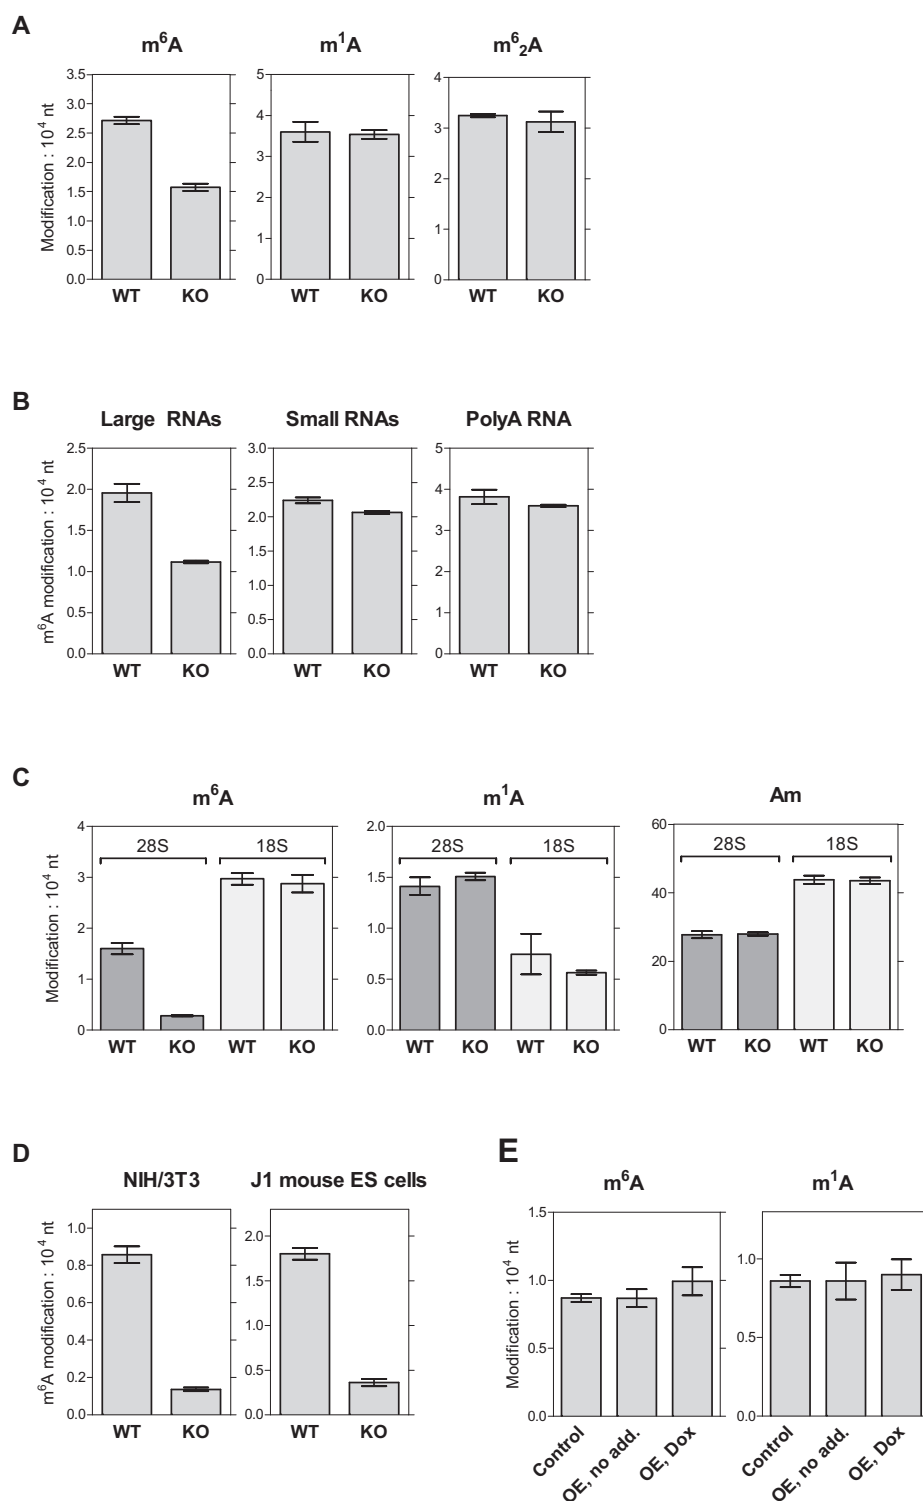 A
m⁶A m¹A m⁶₂A
Modification : 10⁴ nt
3.5
3.0
2.5
2.0
1.5
1.0
0.5
0.0
WT KO
5
4
3
2
1
0
WT KO
4
3
2
1
0
WT KO
B
Large RNAs Small RNAs PolyA RNA
m⁶A modification : 10⁴ nt
2.5
2.0
1.5
1.0
0.5
0.0
WT KO
3.0
2.5
2.0
1.5
1.0
0.5
0.0
WT KO
5
4
3
2
1
0
WT KO
C
m⁶A m¹A Am
Modification : 10⁴ nt
4
3
2
1
0
28S 18S
WT KO WT KO
2.0
1.5
1.0
0.5
0.0
28S 18S
WT KO WT KO
60
40
20
0
28S 18S
WT KO WT KO
D
NIH/3T3 J1 mouse ES cells
m⁶A modification : 10⁴ nt
1.0
0.8
0.6
0.4
0.2
0.0
WT KO
2.0
1.5
1.0
0.5
0.0
WT KO
E
m⁶A m¹A
Modification : 10⁴ nt
1.5
1.0
0.5
0.0
Control OE, no add. OE, Dox
1.0
0.5
0.0
Control OE, no add. OE, Dox